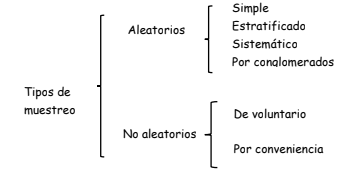 Simple
Aleatorios
Estratificado
Sistemático
Por conglomerados
Tipos de
muestreo
De voluntario
No aleatorios
Por conveniencia